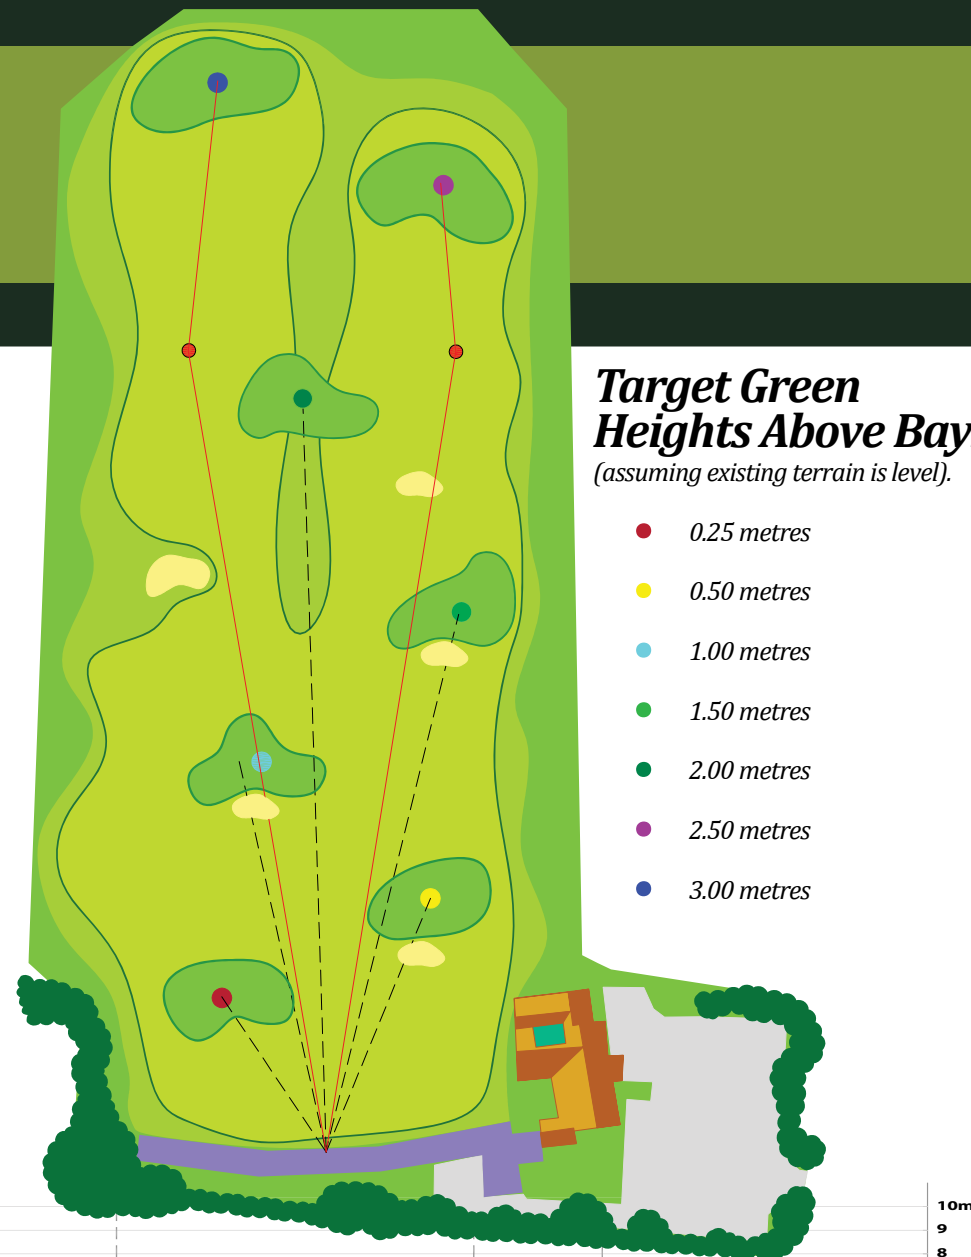 Target Green
Heights Above Bay
(assuming existing terrain is level).
0.25 metres
0.50 metres
1.00 metres
1.50 metres
2.00 metres
2.50 metres
3.00 metres
10m
9
8